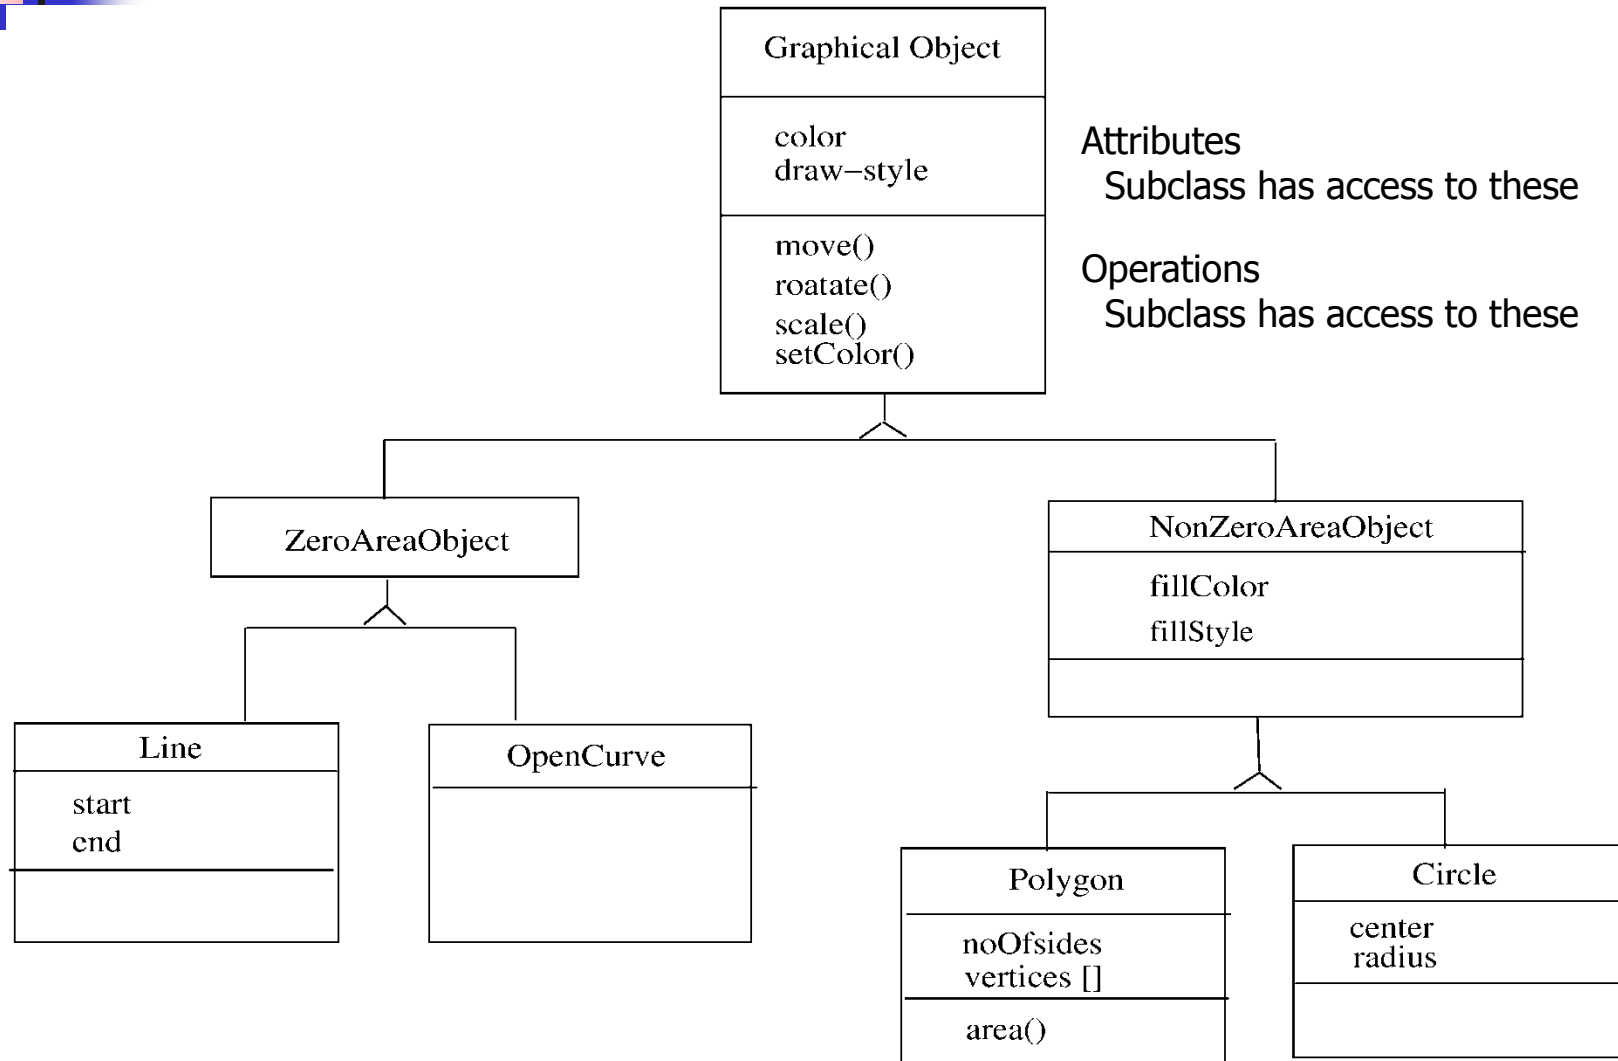 Graphical Object
color
draw–style
Attributes
Subclass has access to these
move()
roatate()
scale()
setColor()
Operations
Subclass has access to these
ZeroAreaObject
NonZeroAreaObject
fillColor
fillStyle
Line
start
end
OpenCurve
Polygon
noOfsides
vertices []
area()
Circle
center
radius